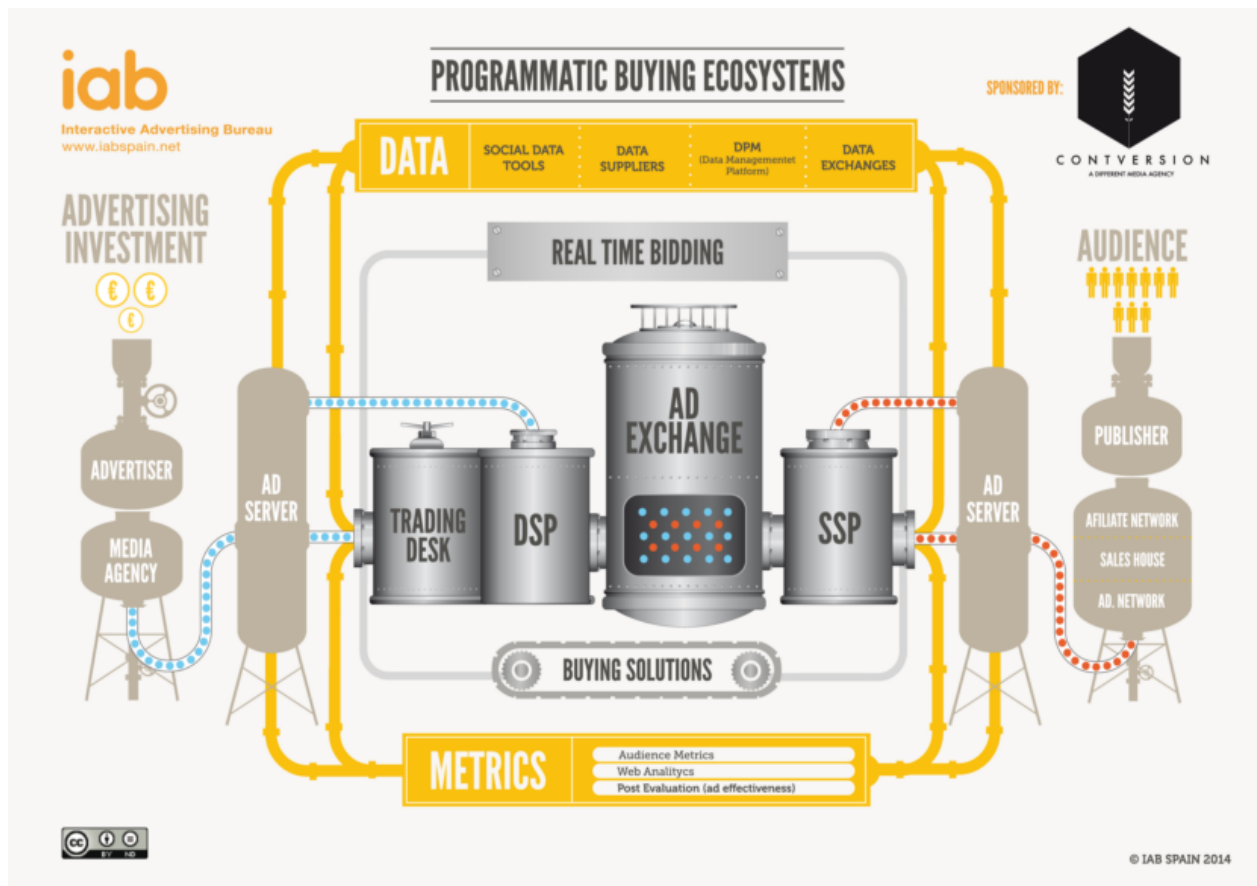 iab
Interactive Advertising Bureau
www.iabspain.net
PROGRAMMATIC BUYING ECOSYSTEMS
SPONSORED BY:
CONTVERSION
A DIFFERENT MEDIA AGENCY
DATA
SOCIAL DATA
TOOLS
DATA
SUPPLIERS
DPM
(Data Managementet
Platform)
DATA
EXCHANGES
ADVERTISING
INVESTMENT
€ €
€
REAL TIME BIDDING
AUDIENCE
ADVERTISER
MEDIA
AGENCY
AD
SERVER
TRADING
DESK
DSP
AD
EXCHANGE
SSP
AD
SERVER
PUBLISHER
AFILIATE NETWORK
SALES HOUSE
AD. NETWORK
BUYING SOLUTIONS
METRICS
Audience Metrics
Web Analitycs
Post Evaluation (ad effectiveness)
cc
BY ND
© IAB SPAIN 2014